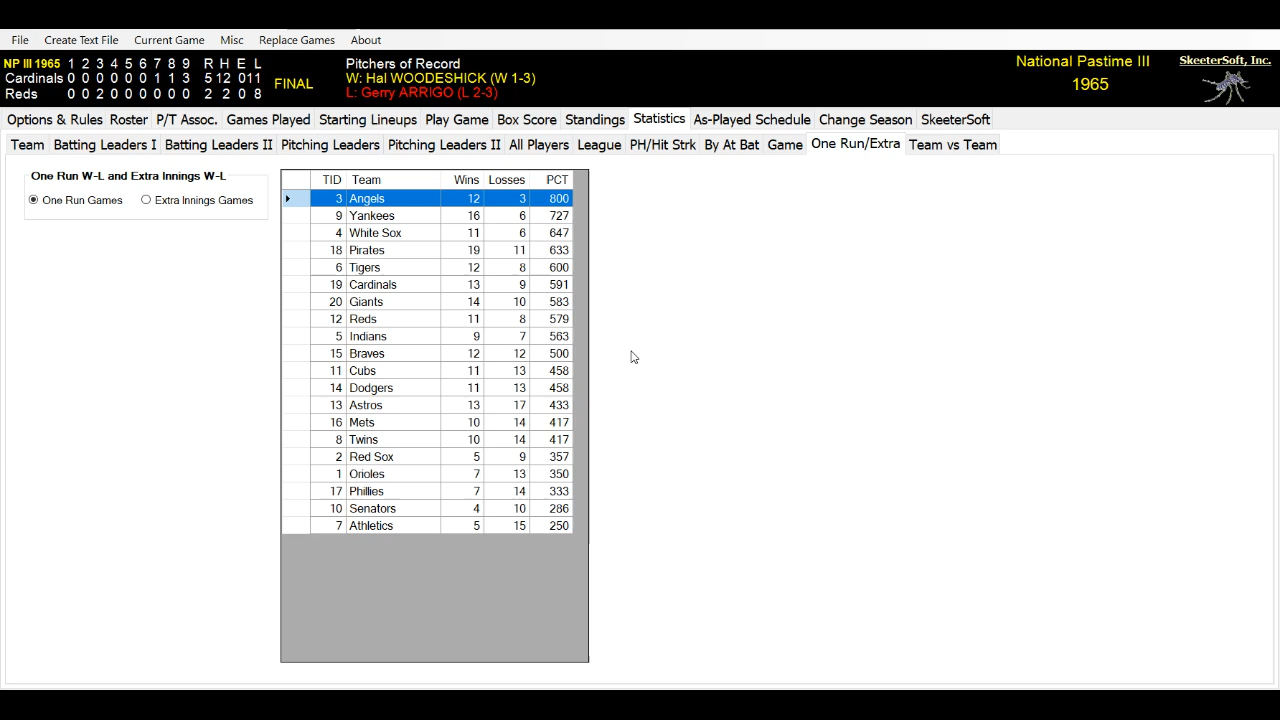 File Create Text File Current Game Misc Replace Games About
NP III 1965 1 2 3 4 5 6 7 8 9 R H E L
Cardinals 0 0 0 0 0 0 1 1 3 5 12 0 11
Reds 0 0 2 0 0 0 0 0 0 2 2 0 8
FINAL
Pitchers of Record
W: Hal WOODESHICK (W 1-3)
L: Gerry ARRIGO (L 2-3)
National Pastime III
1965
SkeeterSoft, Inc.
Options & Rules Roster P/T Assoc. Games Played Starting Lineups Play Game Box Score Standings Statistics As-Played Schedule Change Season SkeeterSoft
Team Batting Leaders I Batting Leaders II Pitching Leaders Pitching Leaders II All Players League PH/Hit Strk By At Bat Game One Run/Extra Team vs Team
One Run W-L and Extra Innings W-L
One Run Games Extra Innings Games
TID Team Wins Losses PCT
3 Angels 12 3 800
9 Yankees 16 6 727
4 White Sox 11 6 647
18 Pirates 19 11 633
6 Tigers 12 8 600
19 Cardinals 13 9 591
20 Giants 14 10 583
12 Reds 11 8 579
5 Indians 9 7 563
15 Braves 12 12 500
11 Cubs 11 13 458
14 Dodgers 11 13 458
13 Astros 13 17 433
16 Mets 10 14 417
8 Twins 10 14 417
2 Red Sox 5 9 357
1 Orioles 7 13 350
17 Phillies 7 14 333
10 Senators 4 10 286
7 Athletics 5 15 250